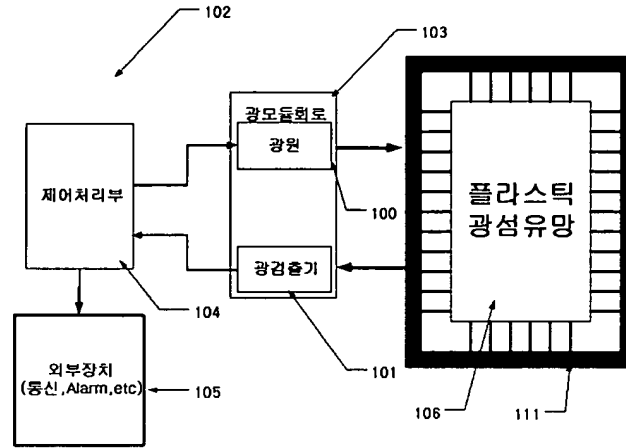 102
103
광모듈회로
광원
제어처리부
100
플라스틱
광섬유망
광검출기
104
외부장치
(통신,Alarm,etc)
105
101
106
111